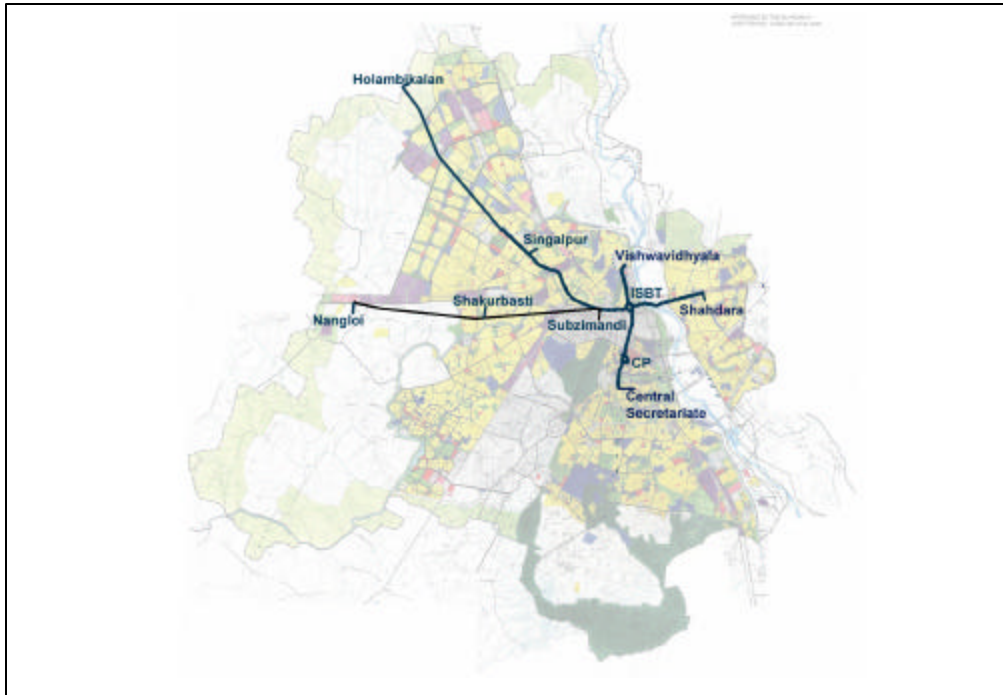 Holambikalan
Singalpur
Vishwavidhyala
ISBT
Shakurbasti
Shahdara
Nangloi
Subzimandi
CP
Central
Secretariate